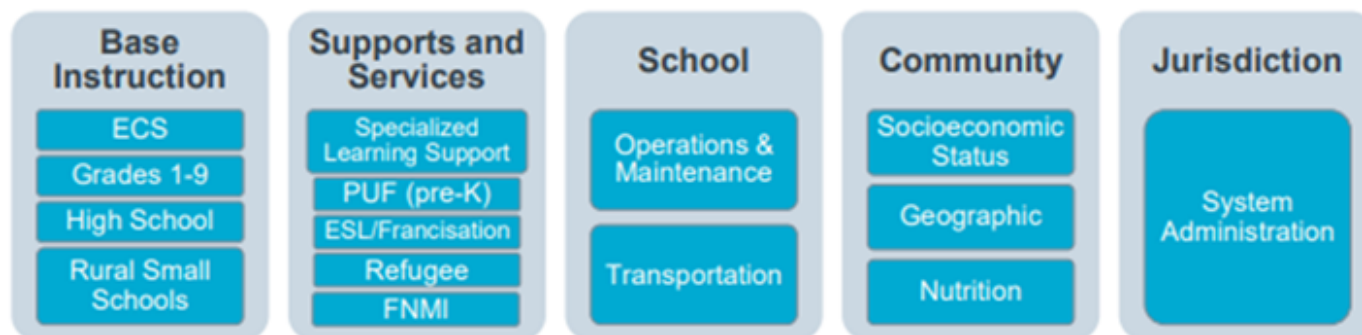 Base
Instruction
ECS
Grades 1-9
High School
Rural Small
Schools
Supports and
Services
Specialized
Learning Support
PUF (pre-K)
ESL/Francisation
Refugee
FNMI
School
Operations &
Maintenance
Transportation
Community
Socioeconomic
Status
Geographic
Nutrition
Jurisdiction
System
Administration